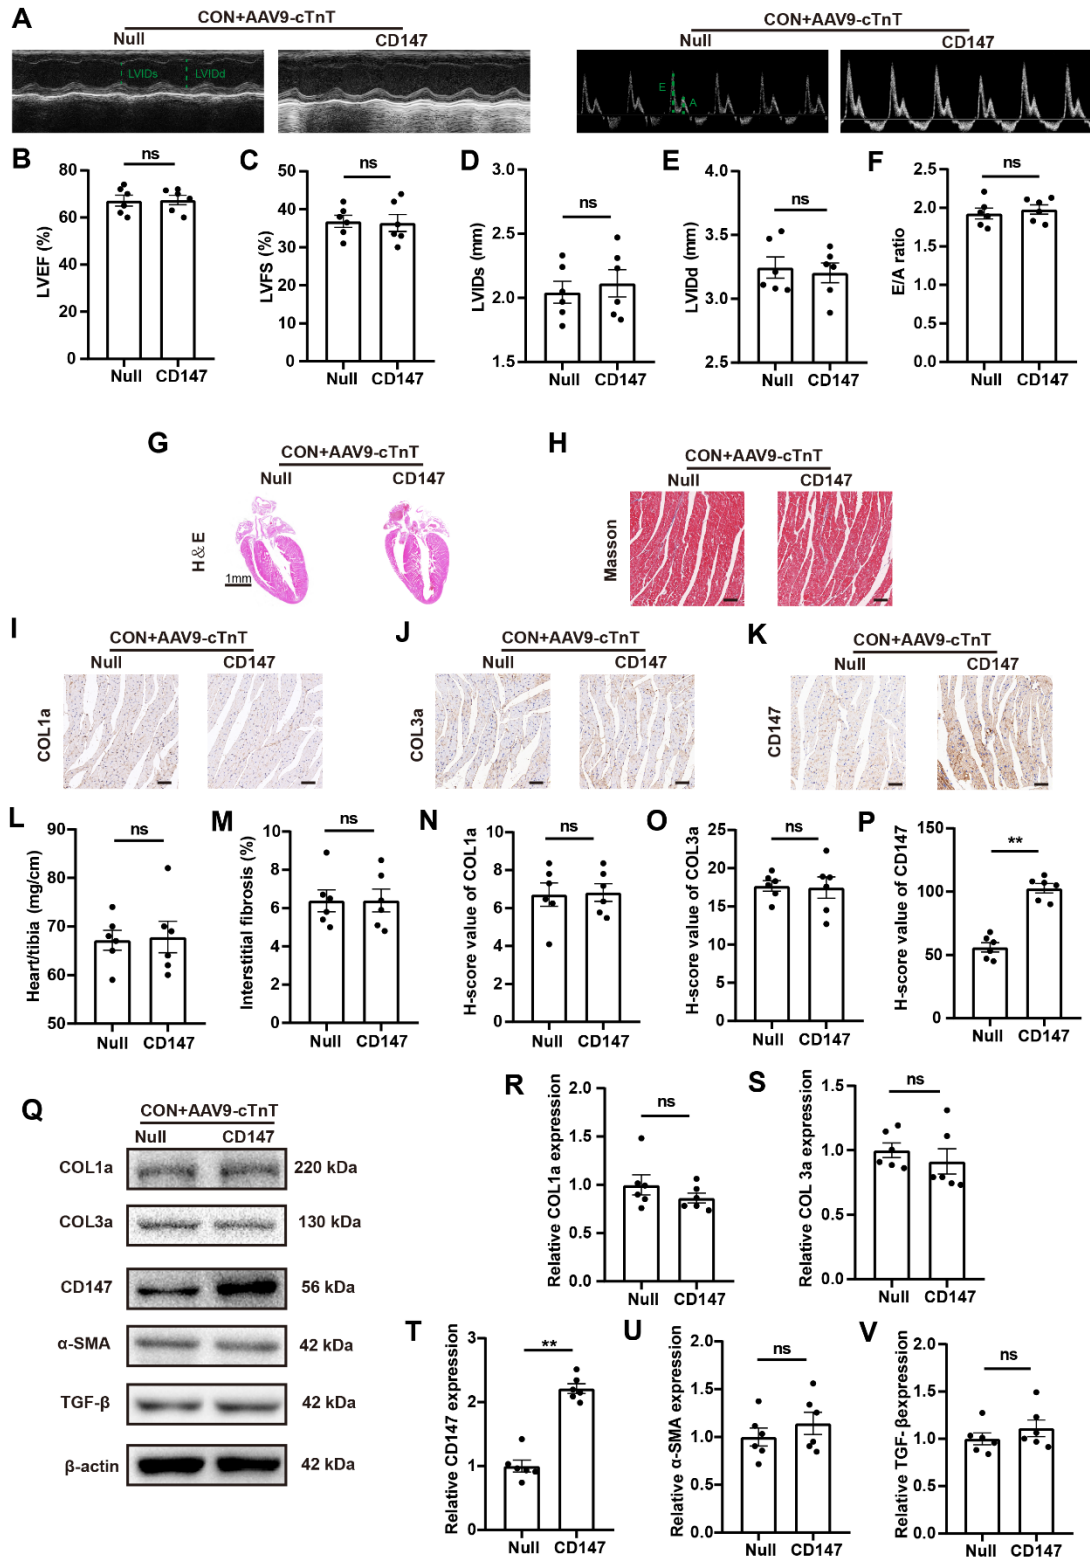 A
CON+AAV9-cTnT
Null
CD147
LVIDs
LVIDd
CON+AAV9-cTnT
Null
CD147
E
A
B
ns
LVEF (%)
80
60
40
20
0
Null
CD147
C
ns
LVFS (%)
50
40
30
20
10
0
Null
CD147
D
ns
LVIDs (mm)
3.0
2.5
2.0
1.5
Null
CD147
E
ns
LVIDd (mm)
4.0
3.5
3.0
2.5
Null
CD147
F
ns
E/A ratio
2.5
2.0
1.5
1.0
0.5
0.0
Null
CD147
G
CON+AAV9-cTnT
Null
CD147
H&E
1mm
H
CON+AAV9-cTnT
Null
CD147
Masson
I
CON+AAV9-cTnT
Null
CD147
COL1a
J
CON+AAV9-cTnT
Null
CD147
COL3a
K
CON+AAV9-cTnT
Null
CD147
CD147
L
ns
Heart/tibia (mg/cm)
90
80
70
60
50
Null
CD147
M
ns
Interstitial fibrosis (%)
10
8
6
4
2
0
Null
CD147
N
ns
H-score value of COL1a
10
8
6
4
2
0
Null
CD147
O
ns
H-score value of COL3a
25
20
15
10
5
0
Null
CD147
P
**
H-score value of CD147
150
100
50
0
Null
CD147
Q
CON+AAV9-cTnT
Null
CD147
COL1a
220 kDa
COL3a
130 kDa
CD147
56 kDa
α-SMA
42 kDa
TGF-β
42 kDa
β-actin
42 kDa
R
ns
Relative COL1a expression
2.0
1.5
1.0
0.5
0.0
Null
CD147
S
ns
Relative COL 3a expression
1.5
1.0
0.5
0.0
Null
CD147
T
**
Relative CD147 expression
3
2
1
0
Null
CD147
U
ns
Relative α-SMA expression
2.0
1.5
1.0
0.5
0.0
Null
CD147
V
ns
Relative TGF-βexpression
2.0
1.5
1.0
0.5
0.0
Null
CD147